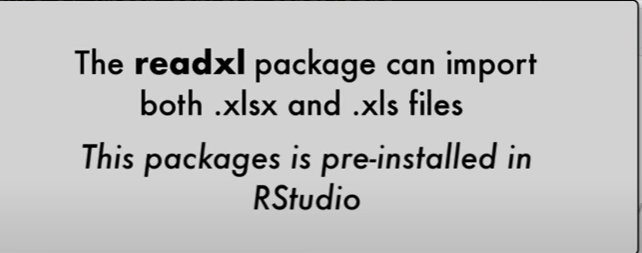 The readxl package can import
both .xlsx and .xls files
This packages is pre-installed in
RStudio